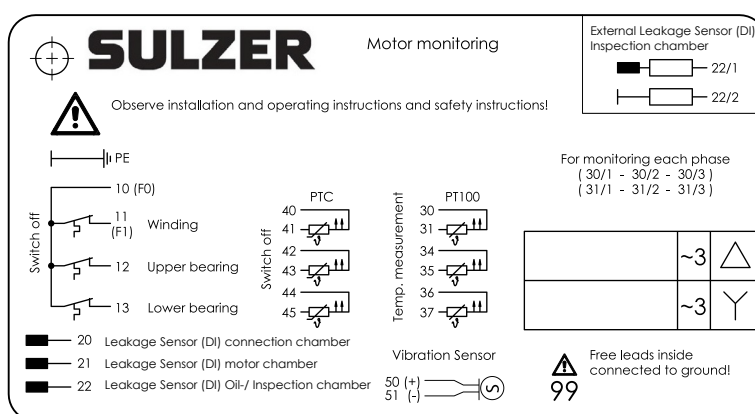 SULZER
Motor monitoring
External Leakage Sensor (DI)
Inspection chamber
22/1
22/2
Observe installation and operating instructions and safety instructions!
PE
10 (F0)
11
(F1)
Winding
12 Upper bearing
13 Lower bearing
Switch off
PTC
40
41
42
43
44
45
Switch off
PT100
30
31
34
35
36
37
Temp. measurement
For monitoring each phase
( 30/1 - 30/2 - 30/3 )
( 31/1 - 31/2 - 31/3 )
~3
~3
20 Leakage Sensor (DI) connection chamber
21 Leakage Sensor (DI) motor chamber
22 Leakage Sensor (DI) Oil-/ Inspection chamber
Vibration Sensor
50 (+)
51 (-)
S
99
Free leads inside
connected to ground!